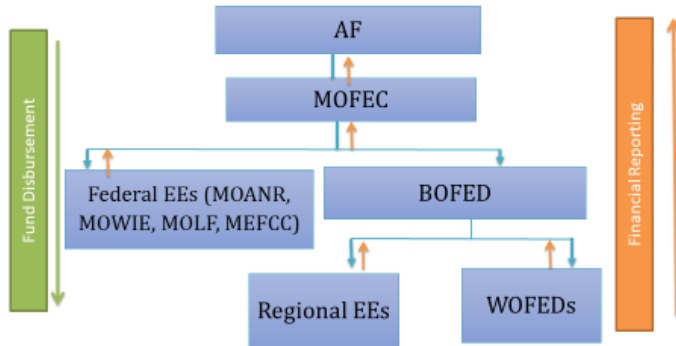 AF
MOFEC
Federal EEs (MOANR,
MOWIE, MOLF, MEFCC)
BOFED
Regional EEs
WOFEDs
Fund Disbursement
Financial Reporting